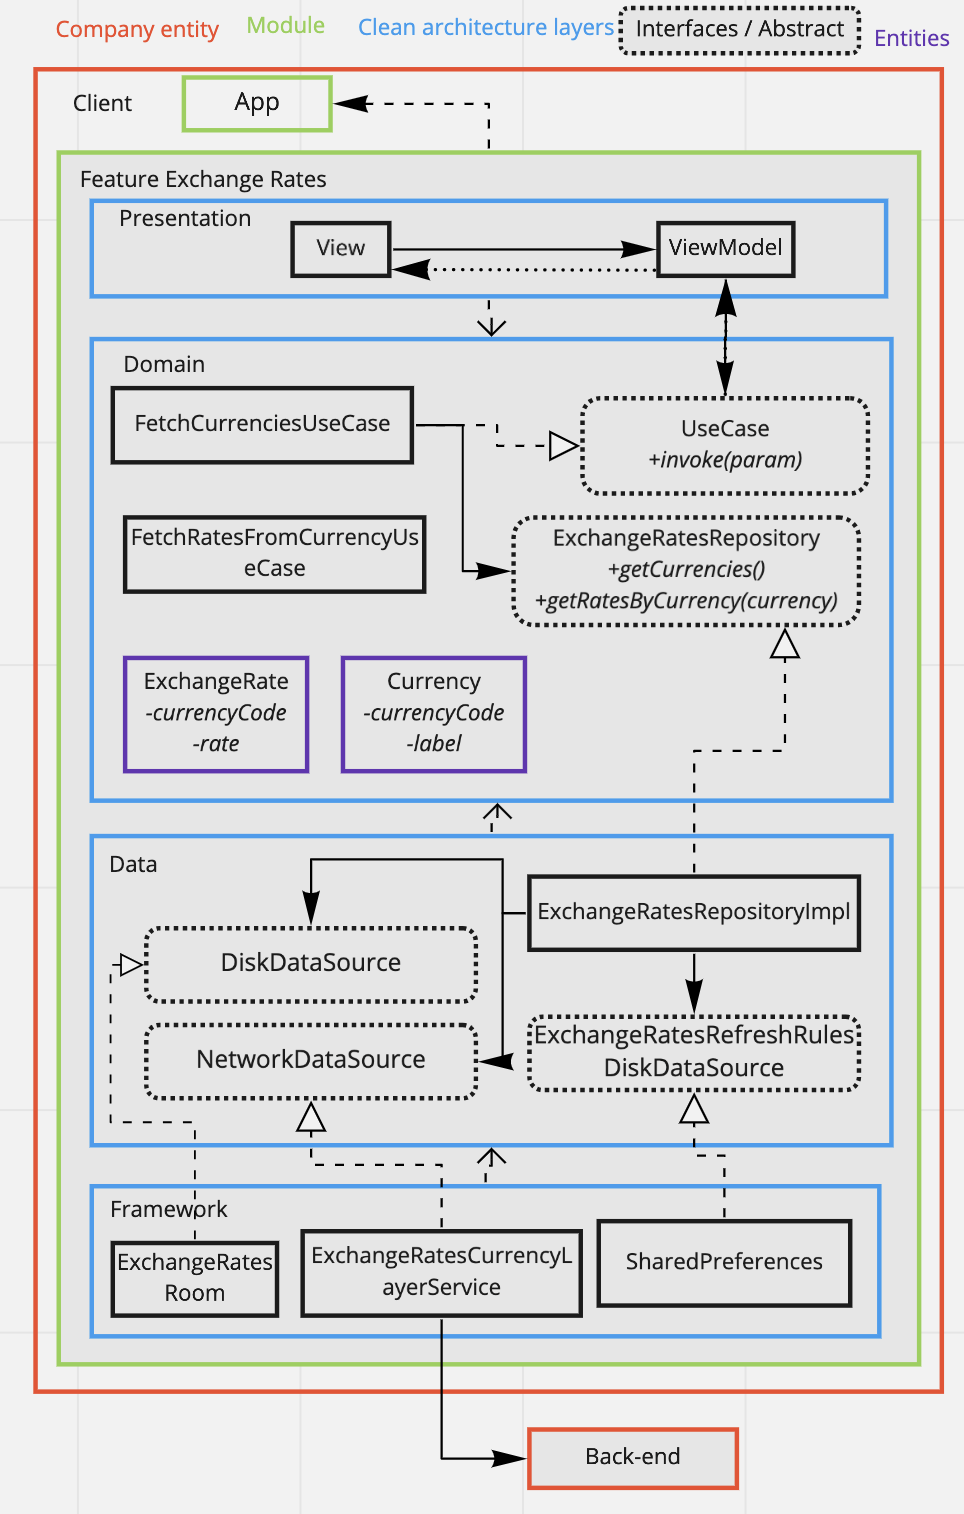 Company entity
Module
Clean architecture layers
Interfaces / Abstract
Entities
Client
App
Feature Exchange Rates
Presentation
View
ViewModel
Domain
FetchCurrenciesUseCase
UseCase
+invoke(param)
FetchRatesFromCurrencyUs
eCase
ExchangeRatesRepository
+getCurrencies()
+getRatesByCurrency(currency)
ExchangeRate
-currencyCode
-rate
Currency
-currencyCode
-label
Data
ExchangeRatesRepositoryImpl
DiskDataSource
NetworkDataSource
ExchangeRatesRefreshRules
DiskDataSource
Framework
ExchangeRates
Room
ExchangeRatesCurrencyL
ayerService
SharedPreferences
Back-end